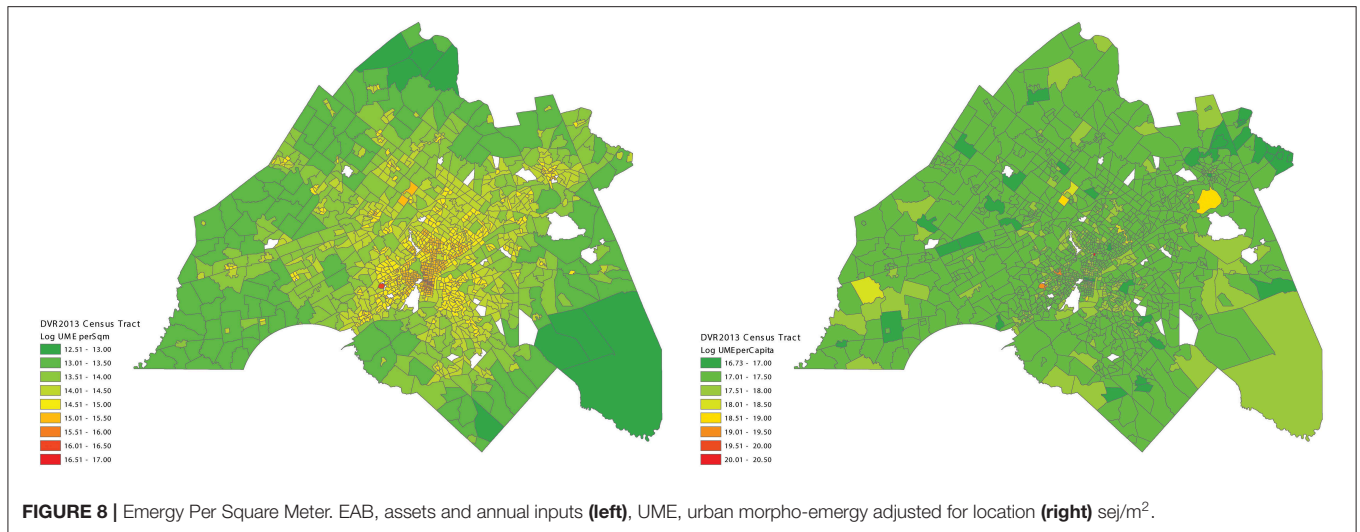 DVR2013 Census Tract
Log UME perSqm
12.51 - 13.00
13.01 - 13.50
13.51 - 14.00
14.01 - 14.50
14.51 - 15.00
15.01 - 15.50
15.51 - 16.00
16.01 - 16.50
16.51 - 17.00
DVR2013 Census Tract
Log UMEperCapita
16.73 - 17.00
17.01 - 17.50
17.51 - 18.00
18.01 - 18.50
18.51 - 19.00
19.01 - 19.50
19.51 - 20.00
20.01 - 20.50
FIGURE 8 | Emergy Per Square Meter. EAB, assets and annual inputs (left), UME, urban morpho-emergy adjusted for location (right) sej/m².